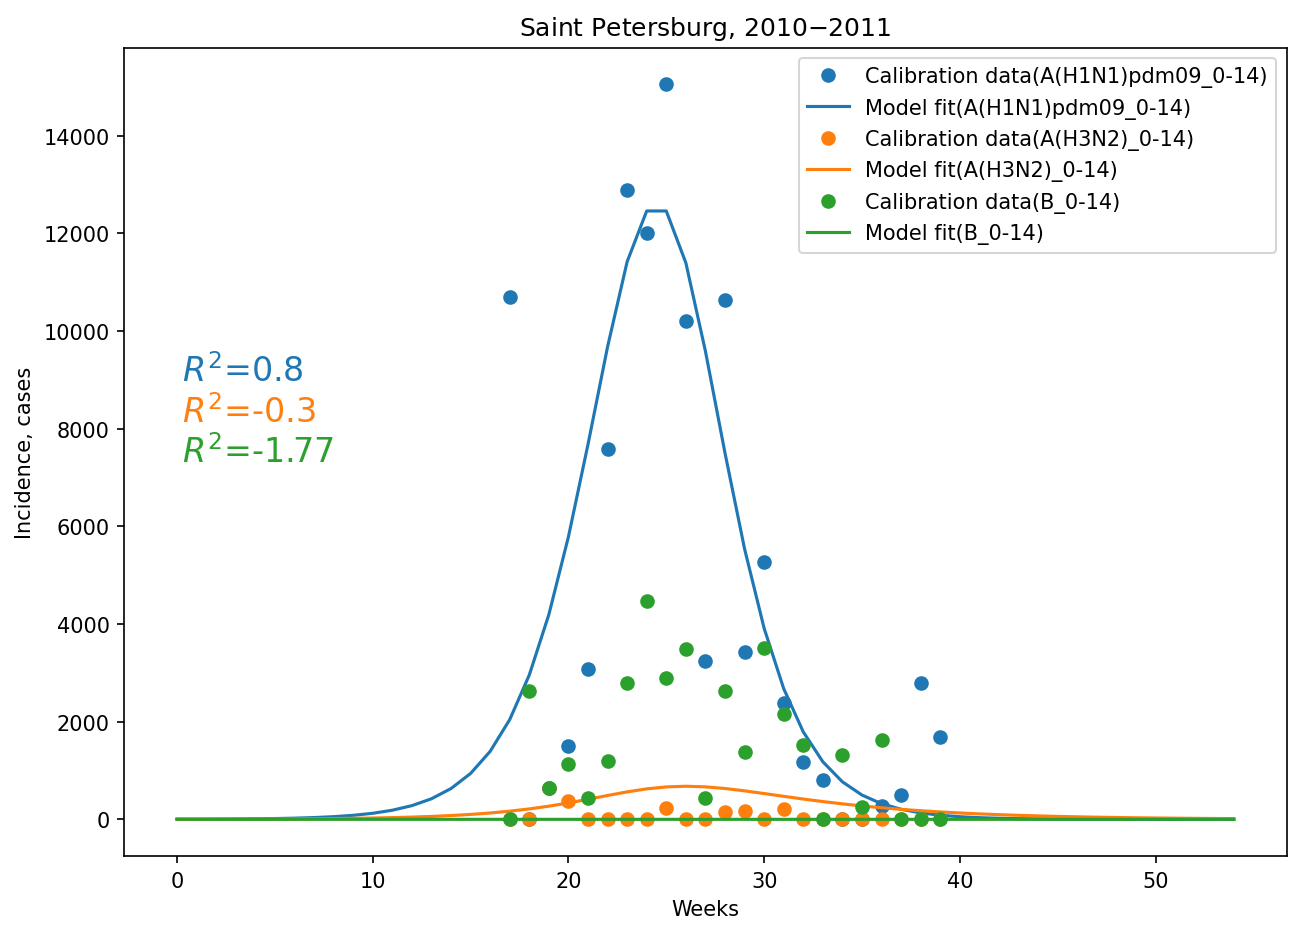 Saint Petersburg, 2010−2011
Calibration data(A(H1N1)pdm09_0-14)
Model fit(A(H1N1)pdm09_0-14)
Calibration data(A(H3N2)_0-14)
Model fit(A(H3N2)_0-14)
Calibration data(B_0-14)
Model fit(B_0-14)
14000
12000
10000
8000
6000
4000
2000
0
Incidence, cases
R²=0.8
R²=-0.3
R²=-1.77
0 10 20 30 40 50
Weeks